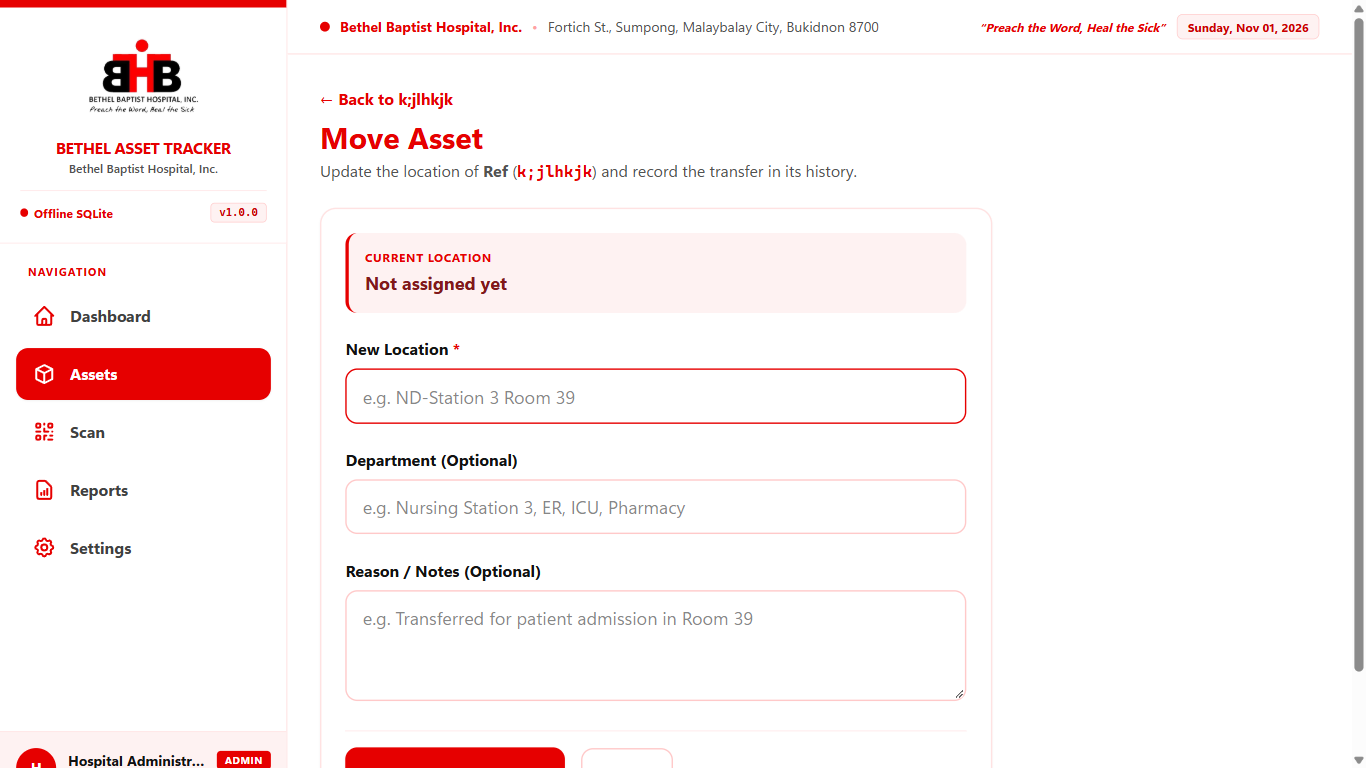 BHB
BETHEL BAPTIST HOSPITAL, INC.
Preach the Word, Heal the Sick
BETHEL ASSET TRACKER
Bethel Baptist Hospital, Inc.
Offline SQLite
v1.0.0
NAVIGATION
Dashboard
Assets
Scan
Reports
Settings
H
Hospital Administr...
ADMIN
Bethel Baptist Hospital, Inc. • Fortich St., Sumpong, Malaybalay City, Bukidnon 8700
“Preach the Word, Heal the Sick”
Sunday, Nov 01, 2026
← Back to k;jlhkjk
Move Asset
Update the location of Ref (k;jlhkjk) and record the transfer in its history.
CURRENT LOCATION
Not assigned yet
New Location *
e.g. ND-Station 3 Room 39
Department (Optional)
e.g. Nursing Station 3, ER, ICU, Pharmacy
Reason / Notes (Optional)
e.g. Transferred for patient admission in Room 39